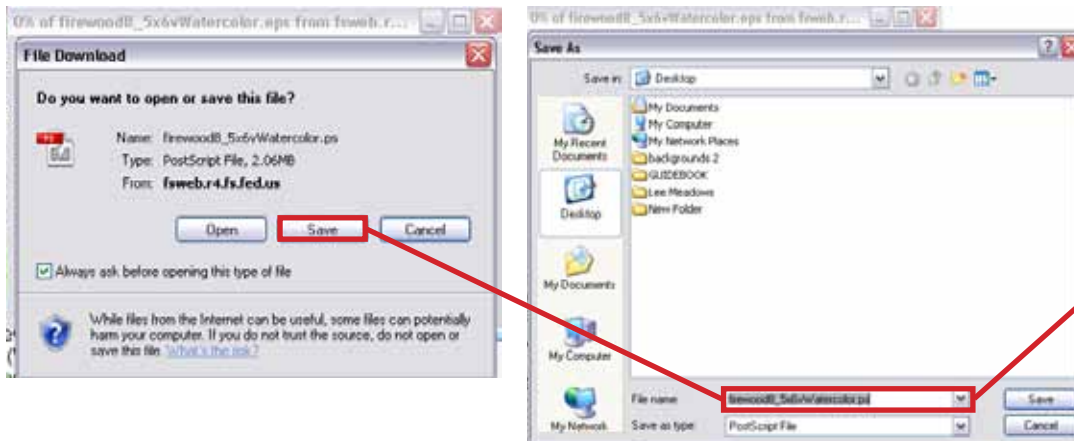 0% of firewood8_5x6vWatercolor.eps from fsweb.r...
File Download
Do you want to open or save this file?
Name: firewood8_5x6vWatercolor.ps
Type: PostScript File, 2.06MB
From: fsweb.r4.fs.fed.us
Open Save Cancel
Always ask before opening this type of file
While files from the Internet can be useful, some files can potentially
harm your computer. If you do not trust the source, do not open or
save this file. What's the risk?
0% of firewood8_5x6vWatercolor.eps from fsweb.r...
Save As
Save in: Desktop
My Recent
Documents
Desktop
My Documents
My Computer
My Network
My Documents
My Computer
My Network Places
backgrounds 2
GUIDEBOOK
Lee Meadows
New Folder
File name: firewood8_5x6vWatercolor.ps Save
Save as type: PostScript File Cancel